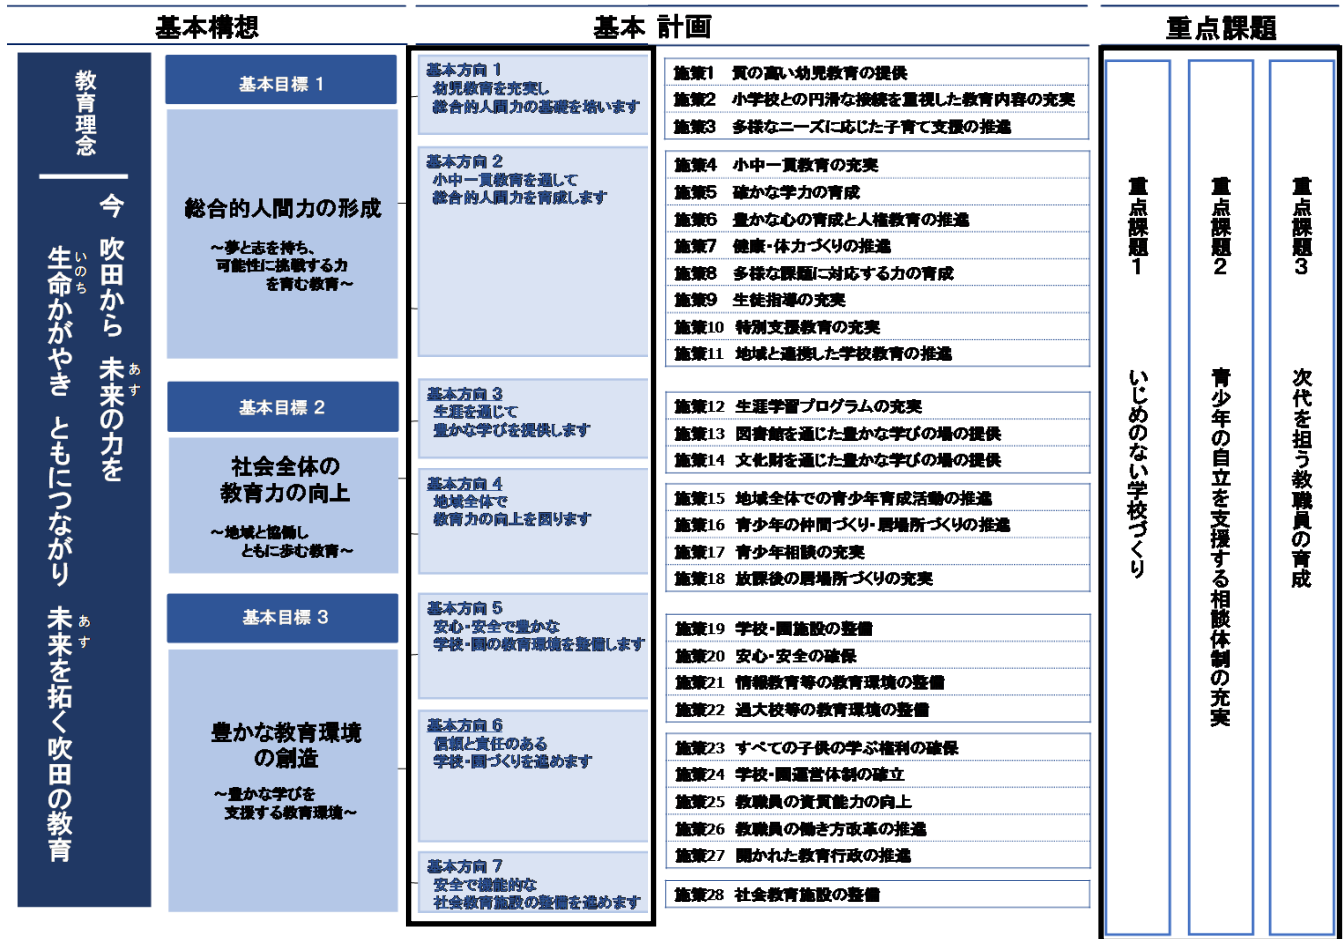 基本構想
基本 計画
重点課題
教育理念
今 吹田から 未来の力を
あす
生命かがやき ともにつながり 未来を拓く吹田の教育
いのち
あす
基本目標 1
総合的人間力の形成
~夢と志を持ち、
可能性に挑戦する力
を育む教育~
基本目標 2
社会全体の
教育力の向上
~地域と協働し
ともに歩む教育~
基本目標 3
豊かな教育環境
の創造
~豊かな学びを
支援する教育環境~
基本方向 1
幼児教育を充実し
総合的人間力の基礎を培います
基本方向 2
小中一貫教育を通して
総合的人間力を育成します
基本方向 3
生涯を通じて
豊かな学びを提供します
基本方向 4
地域全体で
教育力の向上を図ります
基本方向 5
安心・安全で豊かな
学校・園の教育環境を整備します
基本方向 6
信頼と責任のある
学校・園づくりを進めます
基本方向 7
安全で機能的な
社会教育施設の整備を進めます
施策1 質の高い幼児教育の提供
施策2 小学校との円滑な接続を重視した教育内容の充実
施策3 多様なニーズに応じた子育て支援の推進
施策4 小中一貫教育の充実
施策5 確かな学力の育成
施策6 豊かな心の育成と人権教育の推進
施策7 健康・体力づくりの推進
施策8 多様な課題に対応する力の育成
施策9 生徒指導の充実
施策10 特別支援教育の充実
施策11 地域と連携した学校教育の推進
施策12 生涯学習プログラムの充実
施策13 図書館を通じた豊かな学びの場の提供
施策14 文化財を通じた豊かな学びの場の提供
施策15 地域全体での青少年育成活動の推進
施策16 青少年の仲間づくり・居場所づくりの推進
施策17 青少年相談の充実
施策18 放課後の居場所づくりの充実
施策19 学校・園施設の整備
施策20 安心・安全の確保
施策21 情報教育等の教育環境の整備
施策22 過大校等の教育環境の整備
施策23 すべての子供の学ぶ権利の確保
施策24 学校・園運営体制の確立
施策25 教職員の資質能力の向上
施策26 教職員の働き方改革の推進
施策27 開かれた教育行政の推進
施策28 社会教育施設の整備
重点課題1 いじめのない学校づくり
重点課題2 青少年の自立を支援する相談体制の充実
重点課題3 次代を担う教職員の育成